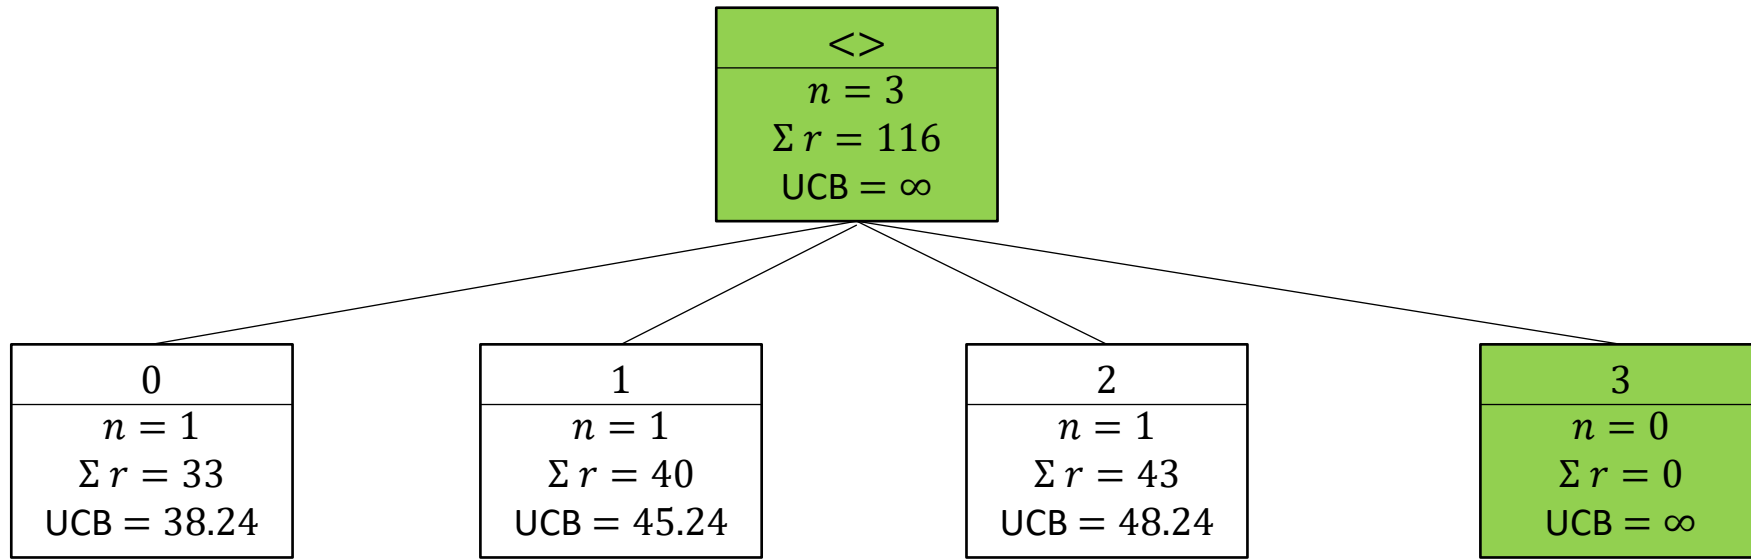 <>
n = 3
Σ r = 116
UCB = ∞
0
n = 1
Σ r = 33
UCB = 38.24
1
n = 1
Σ r = 40
UCB = 45.24
2
n = 1
Σ r = 43
UCB = 48.24
3
n = 0
Σ r = 0
UCB = ∞